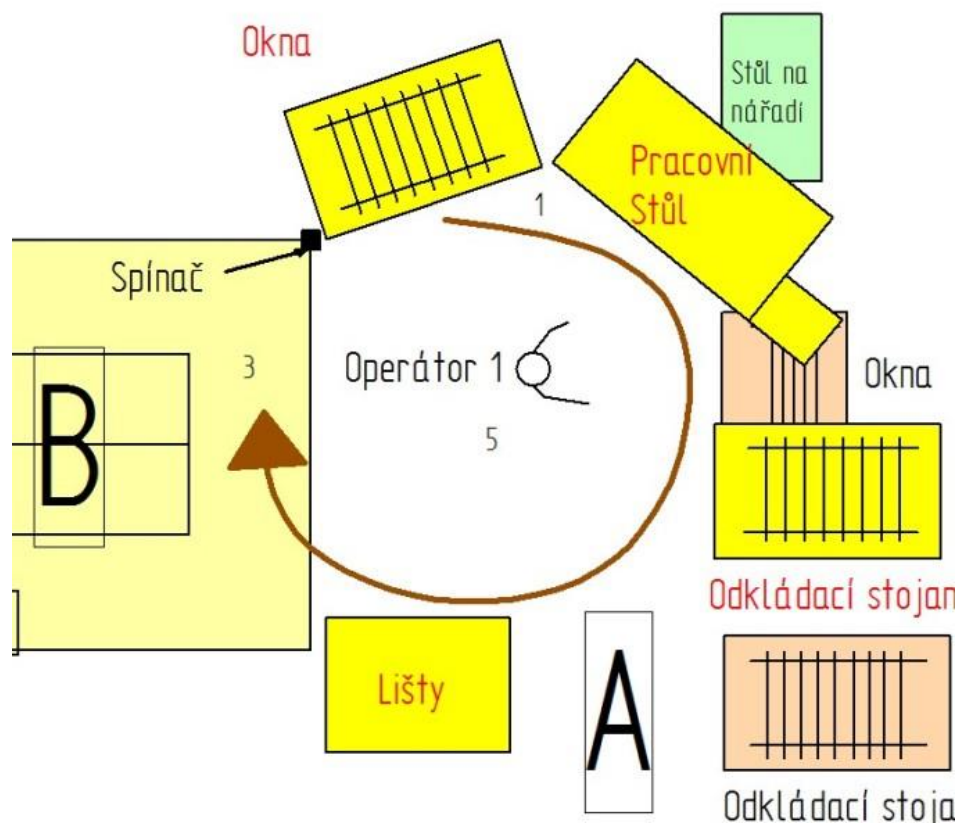 Okna
Stůl na
nářadí
Pracovní
Stůl
1
Spínač
3
Operátor 1
Okna
5
B
Odkládací stojan
Lišty
A
Odkládací stoja